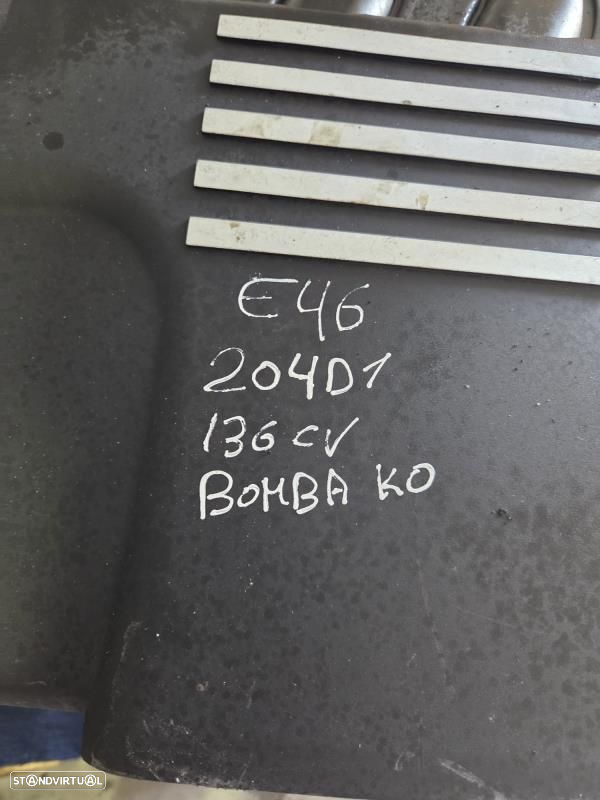 E46
204D1
136 CV
BOMBA KO
STANDVIRTUAL